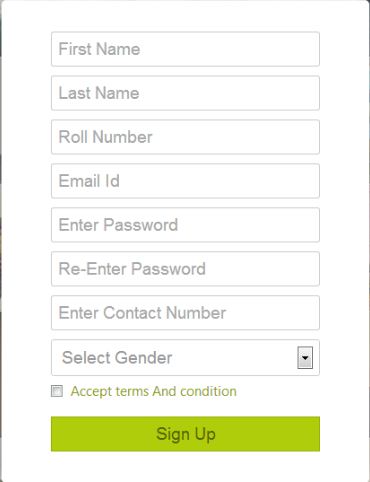 First Name
Last Name
Roll Number
Email Id
Enter Password
Re-Enter Password
Enter Contact Number
Select Gender
Accept terms And condition
Sign Up